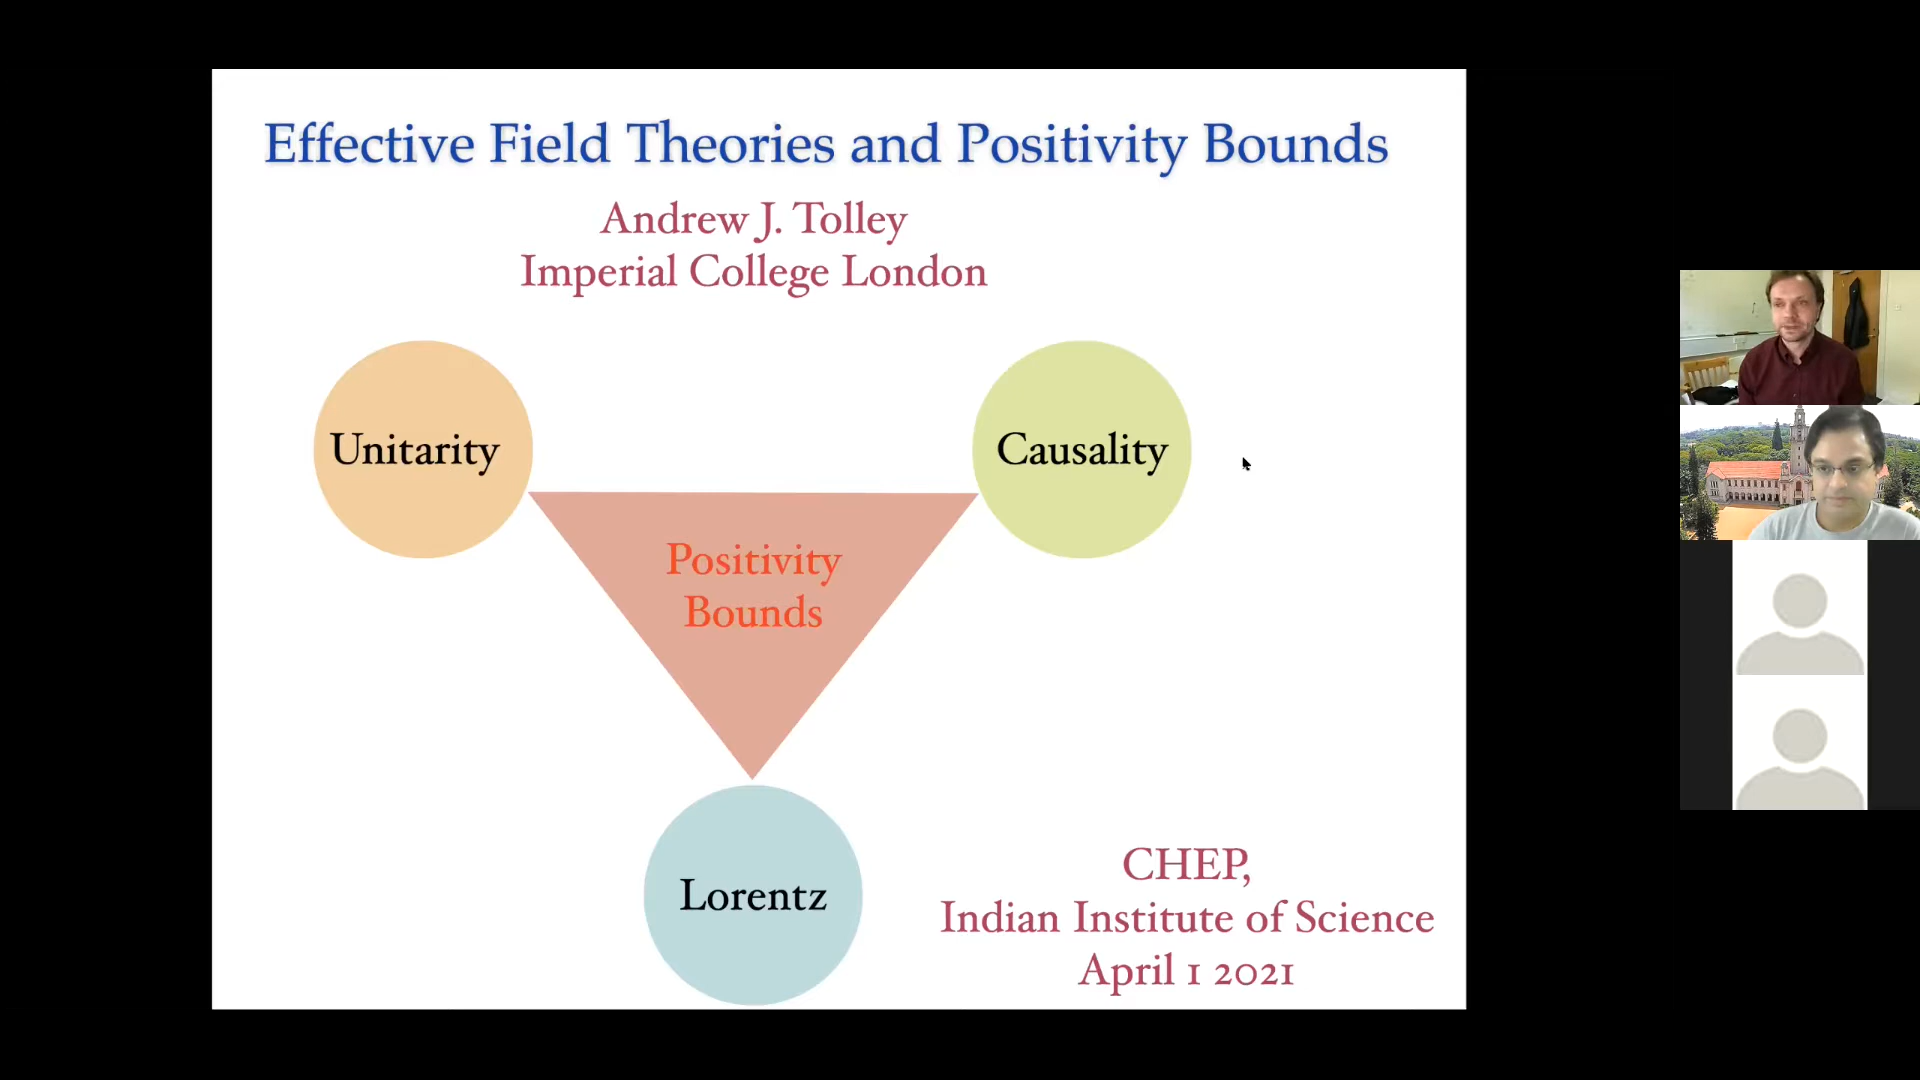 Effective Field Theories and Positivity Bounds
Andrew J. Tolley
Imperial College London
Unitarity
Causality
Positivity
Bounds
Lorentz
CHEP,
Indian Institute of Science
April 1 2021